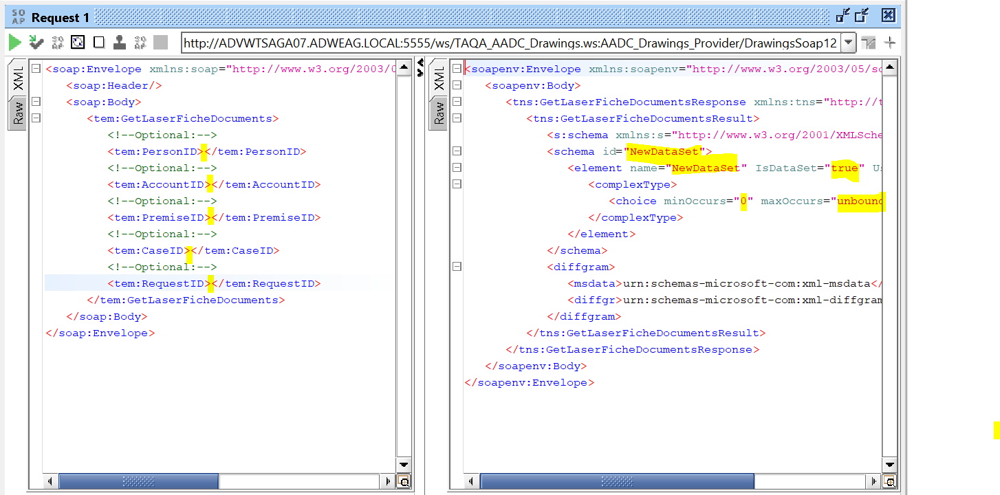 SO
AP
Request 1
http://ADVWTSAGA07.ADWEAG.LOCAL:5555/ws/TAQA_AADC_Drawings.ws:AADC_Drawings_Provider/DrawingsSoap12
XML
Raw
<soap:Envelope xmlns:soap="http://www.w3.org/2003/0
<soap:Header/>
<soap:Body>
<tem:GetLaserFicheDocuments>
<!--Optional:-->
<tem:PersonID></tem:PersonID>
<!--Optional:-->
<tem:AccountID></tem:AccountID>
<!--Optional:-->
<tem:PremiseID></tem:PremiseID>
<!--Optional:-->
<tem:CaseID></tem:CaseID>
<!--Optional:-->
<tem:RequestID></tem:RequestID>
</tem:GetLaserFicheDocuments>
</soap:Body>
</soap:Envelope>
XML
Raw
<soapenv:Envelope xmlns:soapenv="http://www.w3.org/2003/05/so
<soapenv:Body>
<tns:GetLaserFicheDocumentsResponse xmlns:tns="http://t
<tns:GetLaserFicheDocumentsResult>
<s:schema xmlns:s="http://www.w3.org/2001/XMLSche
<schema id="NewDataSet">
<element name="NewDataSet" IsDataSet="true" Us
<complexType>
<choice minOccurs="0" maxOccurs="unbound
</complexType>
</element>
</schema>
<diffgram>
<msdata>urn:schemas-microsoft-com:xml-msdata</
<diffgr>urn:schemas-microsoft-com:xml-diffgram
</diffgram>
</tns:GetLaserFicheDocumentsResult>
</tns:GetLaserFicheDocumentsResponse>
</soapenv:Body>
</soapenv:Envelope>